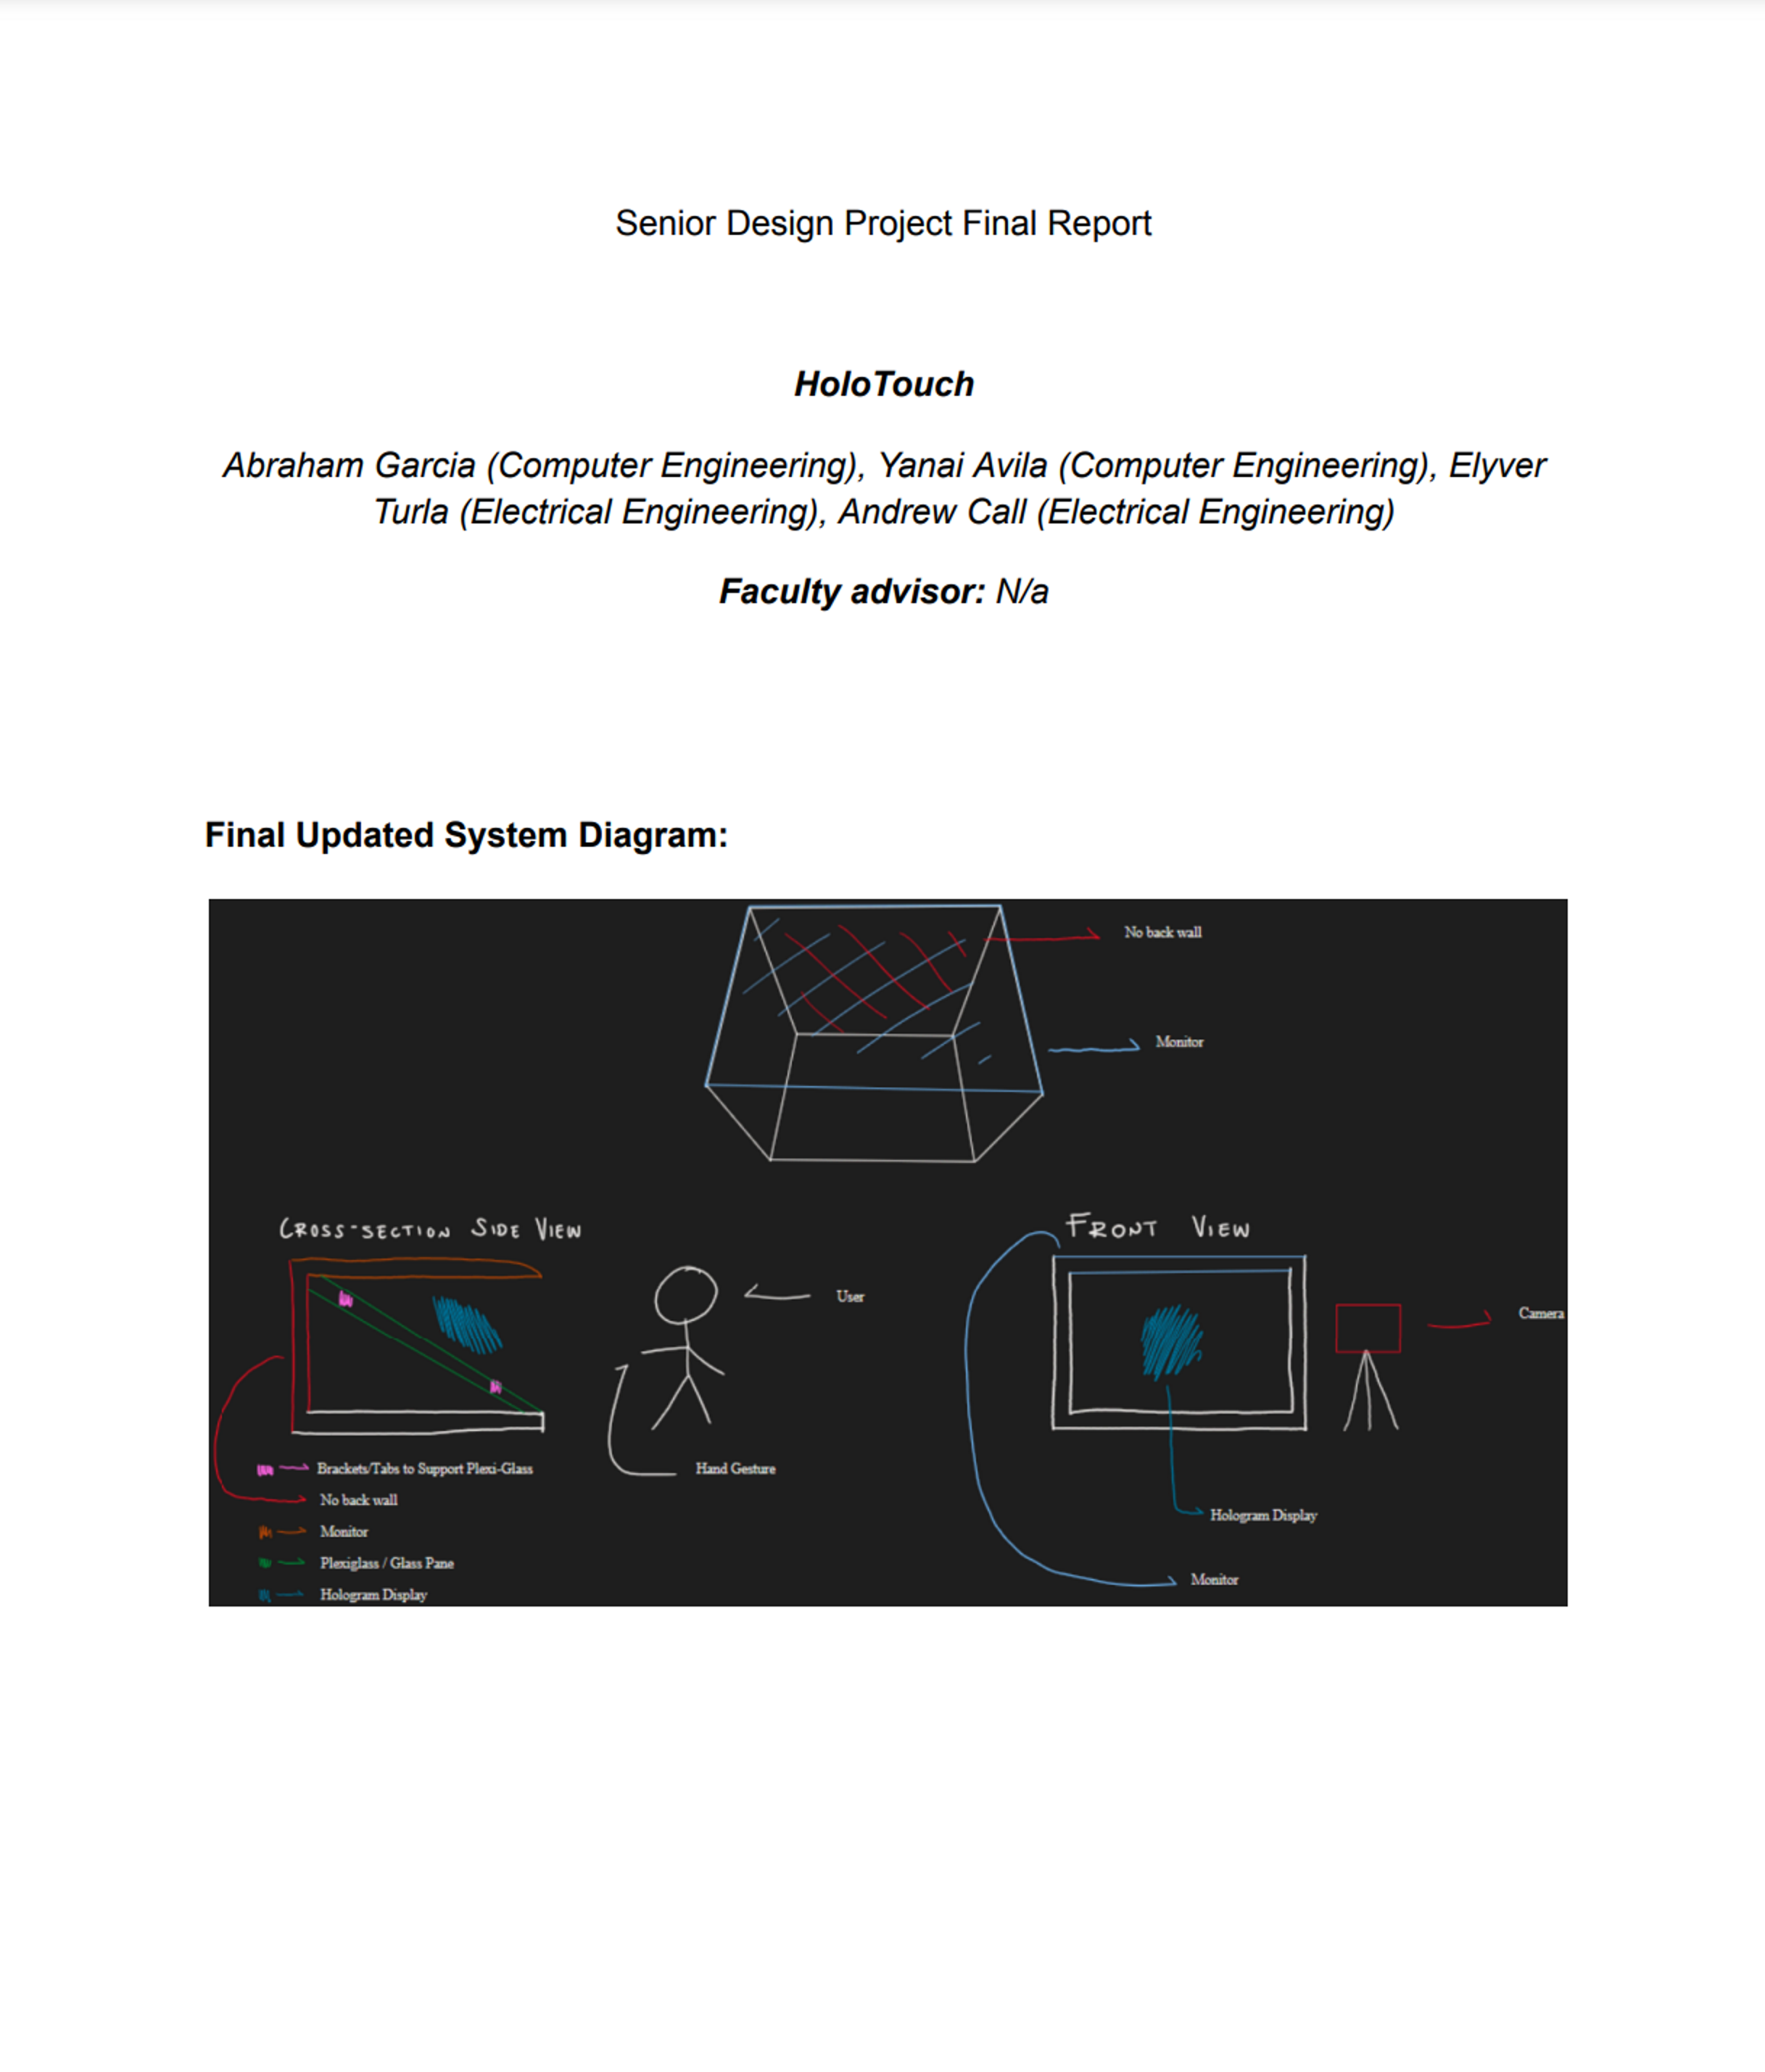 Senior Design Project Final Report
HoloTouch
Abraham Garcia (Computer Engineering), Yanai Avila (Computer Engineering), Elyver
Turla (Electrical Engineering), Andrew Call (Electrical Engineering)
Faculty advisor: N/a
Final Updated System Diagram:
No back wall
Monitor
CROSS-SECTION SIDE VIEW
User
Hand Gesture
Brackets/Tabs to Support Plexi-Glass
No back wall
Monitor
Plexiglass / Glass Pane
Hologram Display
FRONT VIEW
Camera
Hologram Display
Monitor